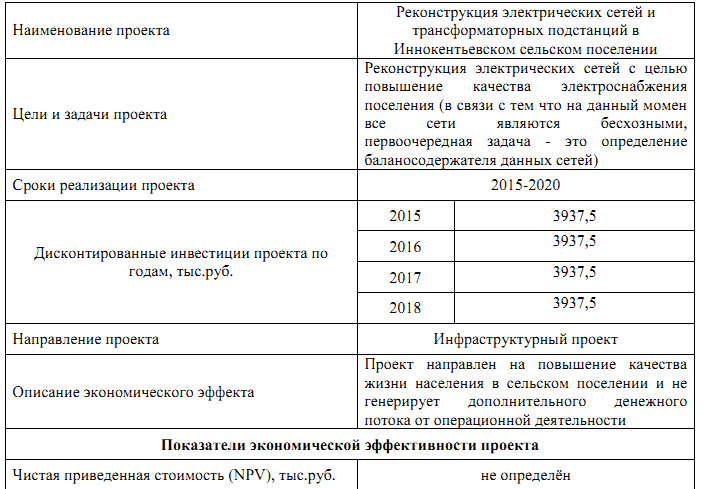 Наименование проекта
Реконструкция электрических сетей и
трансформаторных подстанций в
Иннокентьевском сельском поселении
Цели и задачи проекта
Реконструкция электрических сетей с целью
повышение качества электроснабжения
поселения (в связи с тем что на данный момен
все сети являются бесхозными,
первоочередная задача - это определение
баланосодержателя данных сетей)
Сроки реализации проекта
2015-2020
Дисконтированные инвестиции проекта по
годам, тыс.руб.
2015
3937,5
2016
3937,5
2017
3937,5
2018
3937,5
Направление проекта
Инфраструктурный проект
Описание экономического эффекта
Проект направлен на повышение качества
жизни населения в сельском поселении и не
генерирует дополнительного денежного
потока от операционной деятельности
Показатели экономической эффективности проекта
Чистая приведенная стоимость (NPV), тыс.руб.
не определён